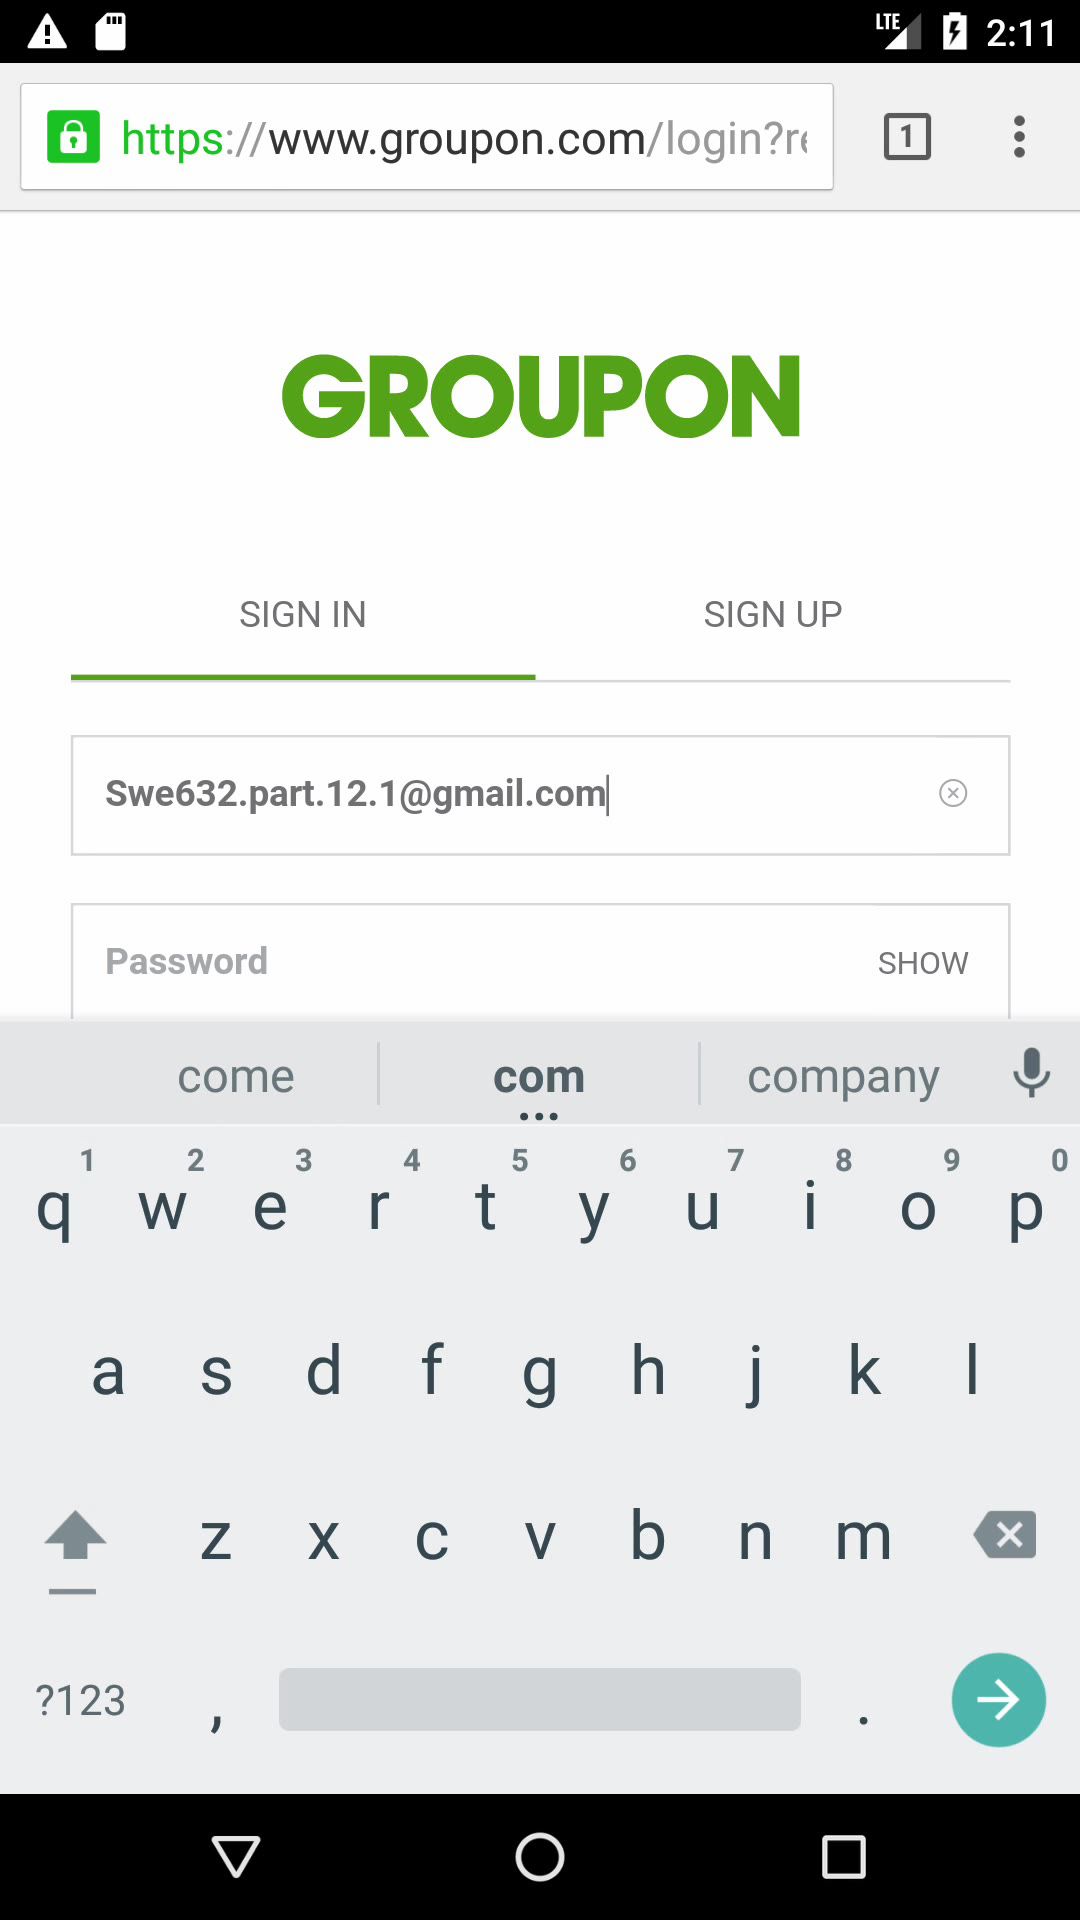 LTE 2:11
https://www.groupon.com/login?re
1
GROUPON
SIGN IN SIGN UP
Swe632.part.12.1@gmail.com
Password SHOW
come com company
1 2 3 4 5 6 7 8 9 0
q w e r t y u i o p
a s d f g h j k l
z x c v b n m
?123 , .